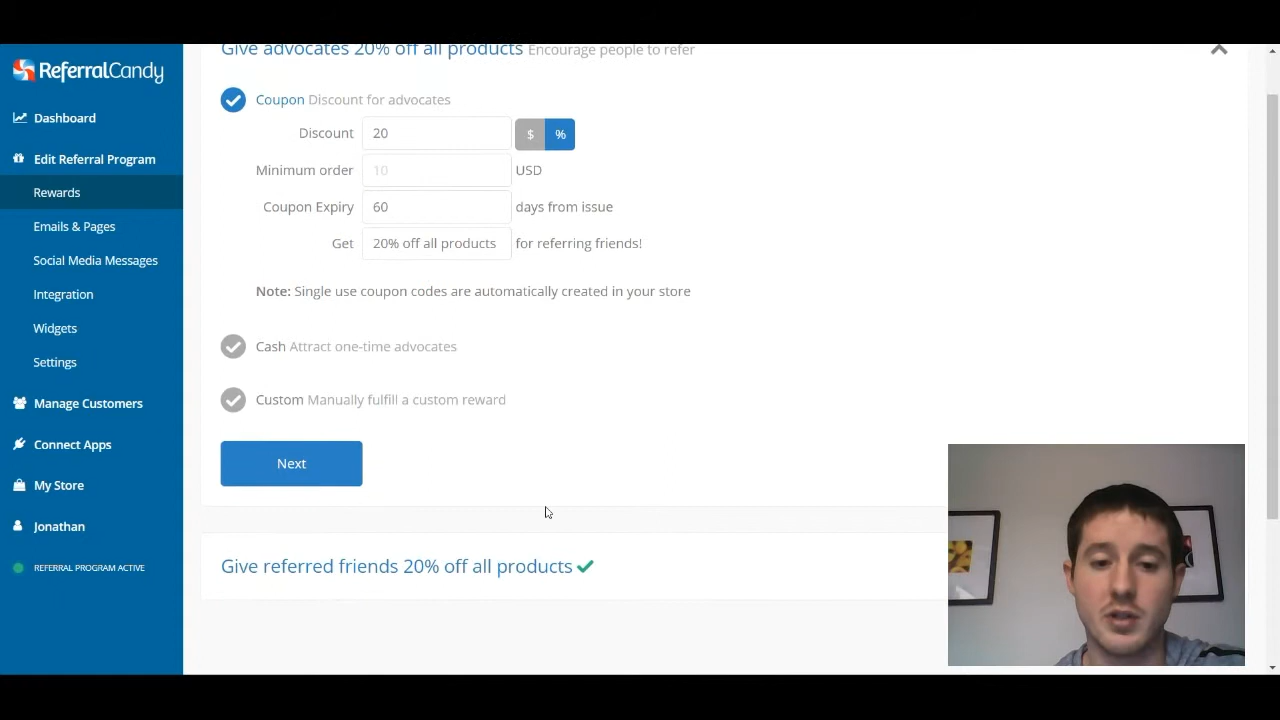 Give advocates 20% off all products Encourage people to refer
ReferralCandy
Dashboard
Edit Referral Program
Rewards
Emails & Pages
Social Media Messages
Integration
Widgets
Settings
Manage Customers
Connect Apps
My Store
Jonathan
REFERRAL PROGRAM ACTIVE
Coupon Discount for advocates
Discount 20 $ %
Minimum order 10 USD
Coupon Expiry 60 days from issue
Get 20% off all products for referring friends!
Note: Single use coupon codes are automatically created in your store
Cash Attract one-time advocates
Custom Manually fulfill a custom reward
Next
Give referred friends 20% off all products